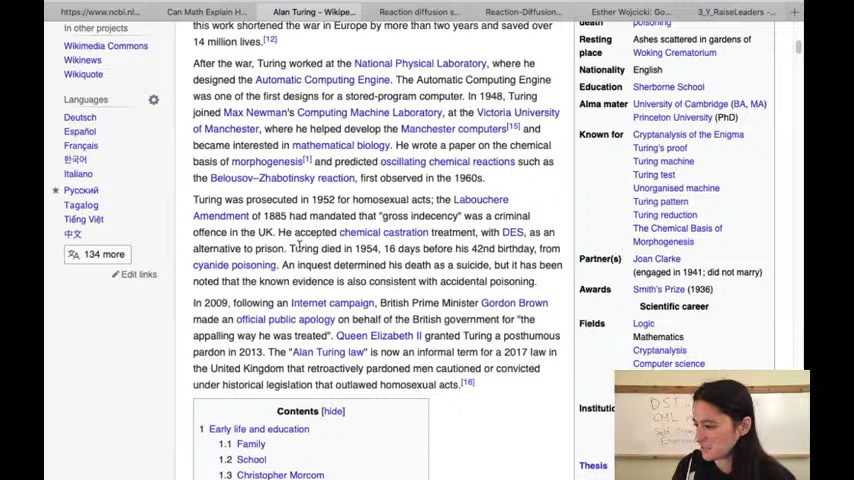 https://www.ncbi.nl...
Can Math Explain H...
Alan Turing - Wikipe...
Reaction diffusion s...
Reaction-Diffusion...
Esther Wojcicki: Go...
3_Y_RaiseLeaders -...
In other projects
Wikimedia Commons
Wikinews
Wikiquote
Languages
Deutsch
Español
Français
한국어
Italiano
Русский
Tagalog
Tiếng Việt
中文
134 more
Edit links
this work shortened the war in Europe by more than two years and saved over
14 million lives.[12]
After the war, Turing worked at the National Physical Laboratory, where he
designed the Automatic Computing Engine. The Automatic Computing Engine
was one of the first designs for a stored-program computer. In 1948, Turing
joined Max Newman's Computing Machine Laboratory, at the Victoria University
of Manchester, where he helped develop the Manchester computers[15] and
became interested in mathematical biology. He wrote a paper on the chemical
basis of morphogenesis[1] and predicted oscillating chemical reactions such as
the Belousov–Zhabotinsky reaction, first observed in the 1960s.
Turing was prosecuted in 1952 for homosexual acts; the Labouchere
Amendment of 1885 had mandated that "gross indecency" was a criminal
offence in the UK. He accepted chemical castration treatment, with DES, as an
alternative to prison. Turing died in 1954, 16 days before his 42nd birthday, from
cyanide poisoning. An inquest determined his death as a suicide, but it has been
noted that the known evidence is also consistent with accidental poisoning.
In 2009, following an Internet campaign, British Prime Minister Gordon Brown
made an official public apology on behalf of the British government for "the
appalling way he was treated". Queen Elizabeth II granted Turing a posthumous
pardon in 2013. The "Alan Turing law" is now an informal term for a 2017 law in
the United Kingdom that retroactively pardoned men cautioned or convicted
under historical legislation that outlawed homosexual acts.[16]
Contents [hide]
1 Early life and education
1.1 Family
1.2 School
1.3 Christopher Morcom
death poisoning
Resting place Ashes scattered in gardens of
Woking Crematorium
Nationality English
Education Sherborne School
Alma mater University of Cambridge (BA, MA)
Princeton University (PhD)
Known for Cryptanalysis of the Enigma
Turing's proof
Turing machine
Turing test
Unorganised machine
Turing pattern
Turing reduction
The Chemical Basis of
Morphogenesis
Partner(s) Joan Clarke
(engaged in 1941; did not marry)
Awards Smith's Prize (1936)
Scientific career
Fields Logic
Mathematics
Cryptanalysis
Computer science
Institutio
Thesis
DST
CML
Self